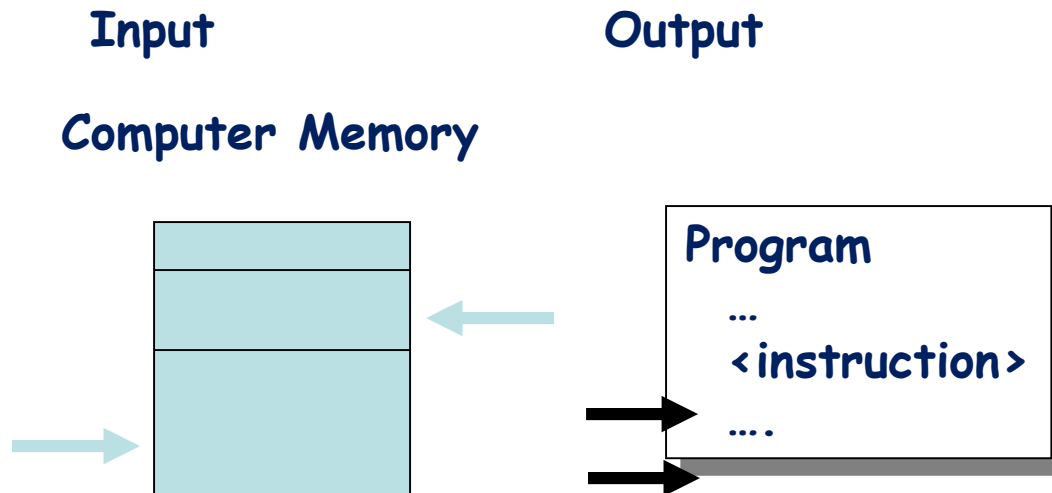 Input Output
Computer Memory
Program
…
<instruction>
….